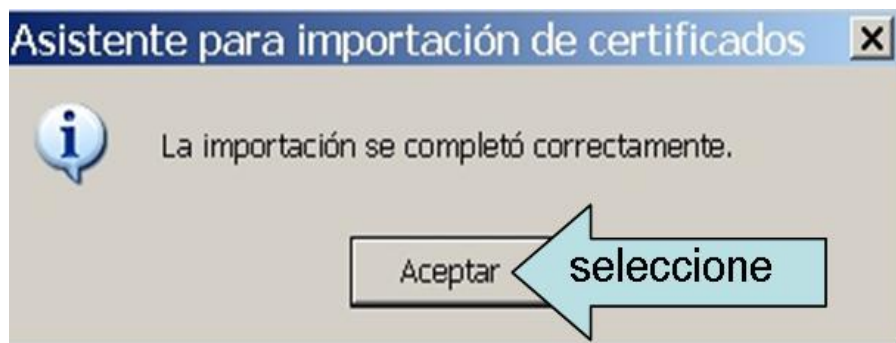 Asistente para importación de certificados
La importación se completó correctamente.
Aceptar
seleccione